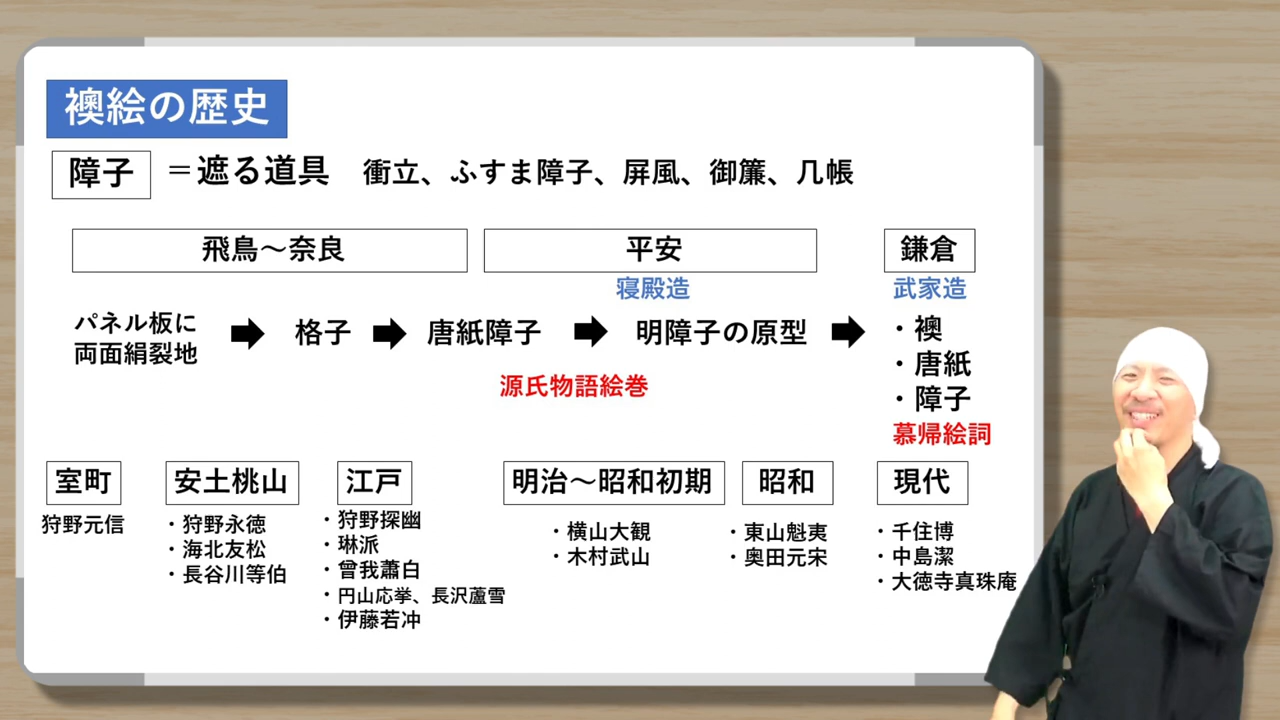 襖絵の歴史
障子 ＝遮る道具 衝立、ふすま障子、屏風、御簾、几帳
飛鳥～奈良 平安 鎌倉
寝殿造 武家造
パネル板に
両面絹裂地
格子 唐紙障子 明障子の原型
・襖
・唐紙
・障子
源氏物語絵巻
慕帰絵詞
室町 安土桃山 江戸 明治～昭和初期 昭和 現代
狩野元信
・狩野永徳
・海北友松
・長谷川等伯
・狩野探幽
・琳派
・曾我蕭白
・円山応挙、長沢蘆雪
・伊藤若冲
・横山大観
・木村武山
・東山魁夷
・奥田元宋
・千住博
・中島潔
・大徳寺真珠庵